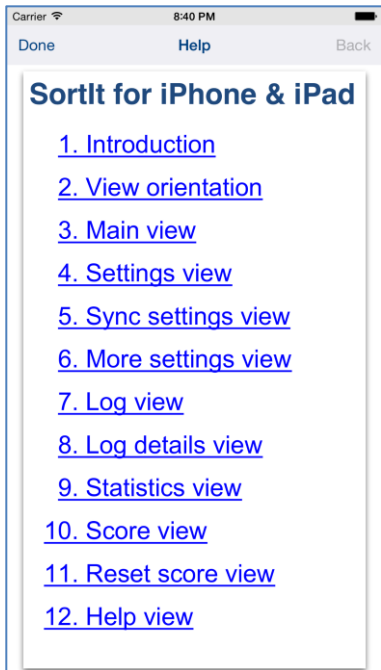 Carrier 8:40 PM
Done Help Back
SortIt for iPhone & iPad
1. Introduction
2. View orientation
3. Main view
4. Settings view
5. Sync settings view
6. More settings view
7. Log view
8. Log details view
9. Statistics view
10. Score view
11. Reset score view
12. Help view